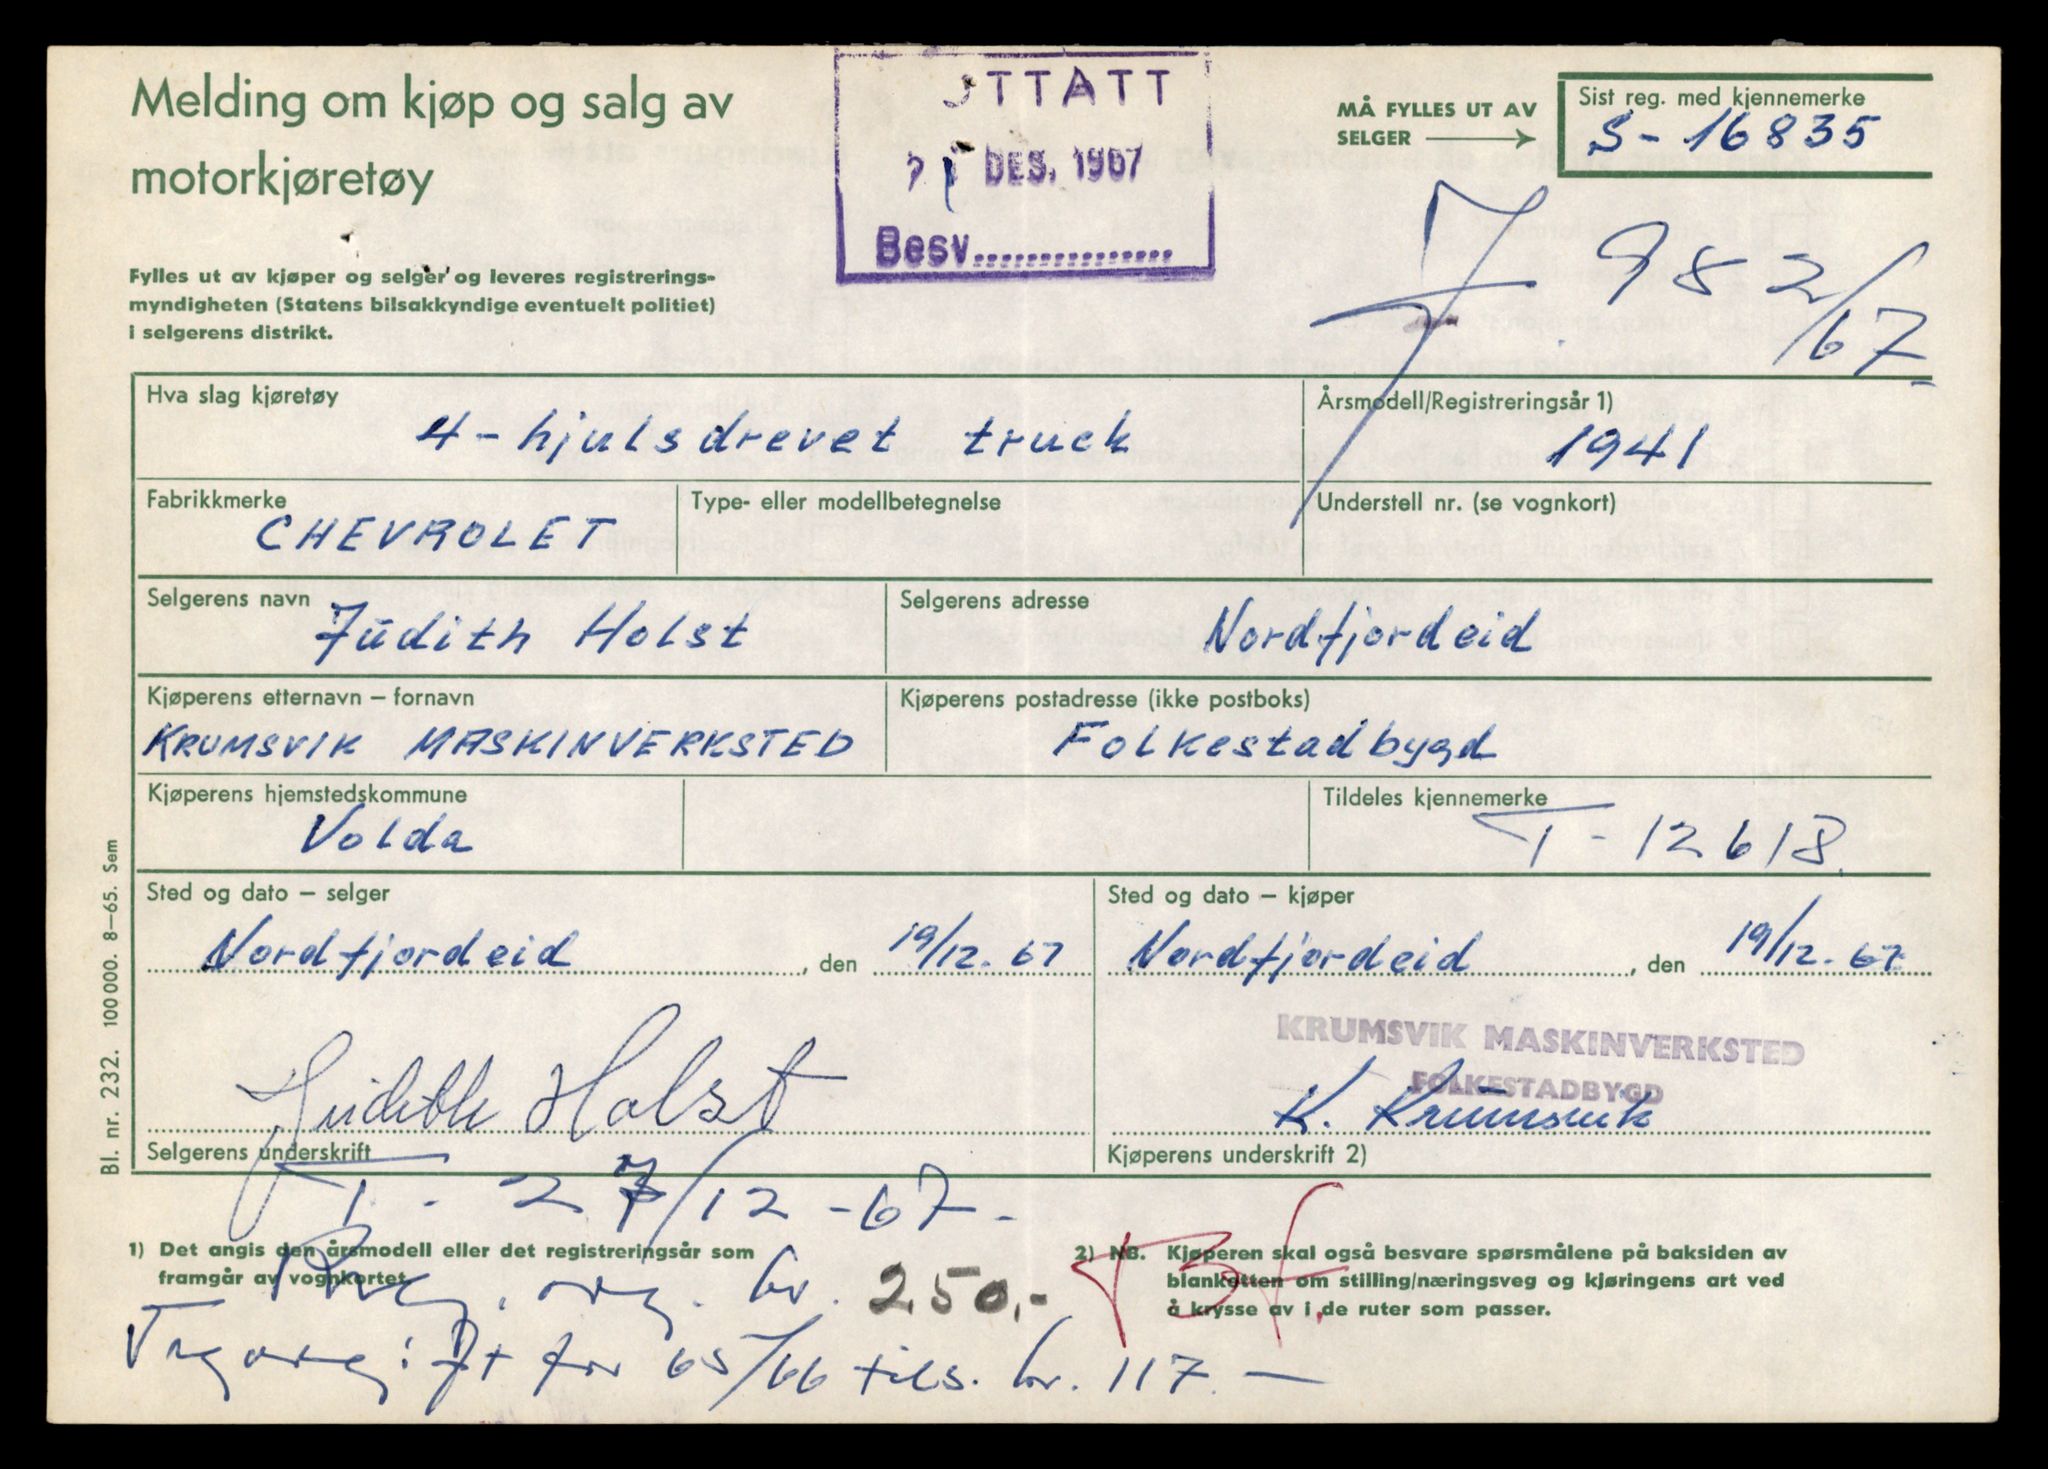 Melding om kjøp og salg av
motorkjøretøy
TTATT
DES. 1967
Besv.
MÅ FYLLES UT AV
SELGER
Sist reg. med kjennemerke
S - 16835
982/67
Fylles ut av kjøper og selger og leveres registrerings-
myndigheten (Statens bilsakkyndige eventuelt politiet)
i selgerens distrikt.
Hva slag kjøretøy
4-hjulsdrevet truck
Årsmodell/Registreringsår 1)
1941
Fabrikkmerke
CHEVROLET
Type- eller modellbetegnelse
Understell nr. (se vognkort)
Selgerens navn
Judith Holst
Selgerens adresse
Nordfjordeid
Kjøperens etternavn – fornavn
KRUMSVIK MASKINVERKSTED
Kjøperens postadresse (ikke postboks)
Folkestadbygd
Kjøperens hjemstedskommune
Volda
Tildeles kjennemerke
T - 12618
Sted og dato – selger
Nordfjordeid, den 19/12-67
Sted og dato – kjøper
Nordfjordeid, den 19/12-67
Judith Holst
Selgerens underskrift
KRUMSVIK MASKINVERKSTED
FOLKESTADBYGD
K. Krumsvik
Kjøperens underskrift 2)
T - 27/12-67-
1) Det angis den årsmodell eller det registreringsår som
framgår av vognkortet
2) NB. Kjøperen skal også besvare spørsmålene på baksiden av
blanketten om stilling/næringsveg og kjøringens art ved
å krysse av i de ruter som passer.
kr. 250,-
for 65/66 tils. kr. 117.-
Bl. nr. 232. 100 000. 8—65. Sem